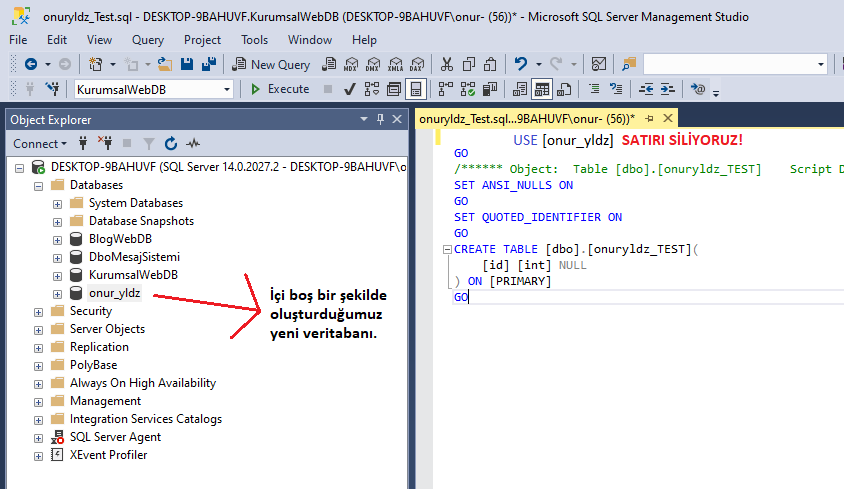 onuryldz_Test.sql - DESKTOP-9BAHUVF.KurumsalWebDB (DESKTOP-9BAHUVF\onur- (56))* - Microsoft SQL Server Management Studio
File Edit View Query Project Tools Window Help
New Query MDX DMX XMLA DAX
KurumsalWebDB Execute
Object Explorer
Connect
DESKTOP-9BAHUVF (SQL Server 14.0.2027.2 - DESKTOP-9BAHUVF\o
Databases
System Databases
Database Snapshots
BlogWebDB
DboMesajSistemi
KurumsalWebDB
onur_yldz
Security
Server Objects
Replication
PolyBase
Always On High Availability
Management
Integration Services Catalogs
SQL Server Agent
XEvent Profiler
İçi boş bir şekilde
oluşturduğumuz
yeni veritabanı.
onuryldz_Test.sql...9BAHUVF\onur- (56))*
USE [onur_yldz] SATIRI SİLİYORUZ!
GO
/****** Object: Table [dbo].[onuryldz_TEST] Script D
SET ANSI_NULLS ON
GO
SET QUOTED_IDENTIFIER ON
GO
CREATE TABLE [dbo].[onuryldz_TEST](
[id] [int] NULL
) ON [PRIMARY]
GO